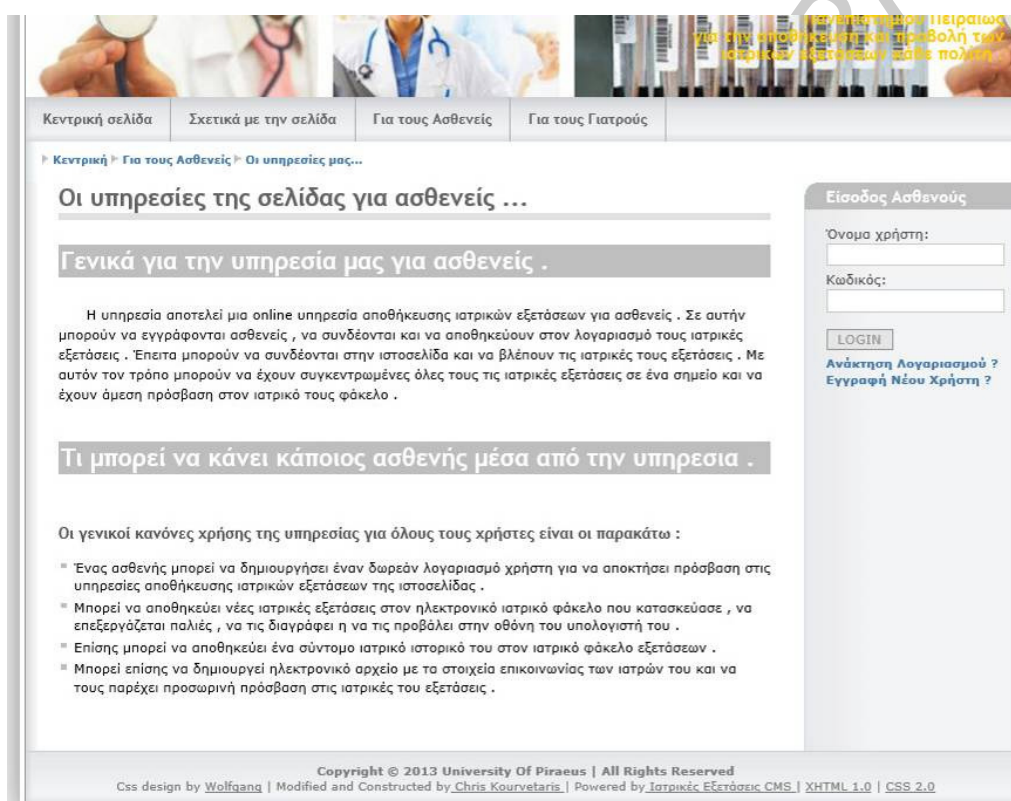 Πανεπιστημίου Πειραιώς
για την αποθήκευση και προβολή των
ιατρικών εξετάσεων κάθε πολίτη .
Κεντρική σελίδα
Σχετικά με την σελίδα
Για τους Ασθενείς
Για τους Γιατρούς
Κεντρική Για τους Ασθενείς Οι υπηρεσίες μας...
Οι υπηρεσίες της σελίδας για ασθενείς ...
Γενικά για την υπηρεσία μας για ασθενείς .
Η υπηρεσία αποτελεί μια online υπηρεσία αποθήκευσης ιατρικών εξετάσεων για ασθενείς . Σε αυτήν
μπορούν να εγγράφονται ασθενείς , να συνδέονται και να αποθηκεύουν στον λογαριασμό τους ιατρικές
εξετάσεις . Έπειτα μπορούν να συνδέονται στην ιστοσελίδα και να βλέπουν τις ιατρικές τους εξετάσεις . Με
αυτόν τον τρόπο μπορούν να έχουν συγκεντρωμένες όλες τους τις ιατρικές εξετάσεις σε ένα σημείο και να
έχουν άμεση πρόσβαση στον ιατρικό τους φάκελο .
Τι μπορεί να κάνει κάποιος ασθενής μέσα από την υπηρεσια .
Οι γενικοί κανόνες χρήσης της υπηρεσίας για όλους τους χρήστες είναι οι παρακάτω :
Ένας ασθενής μπορεί να δημιουργήσει έναν δωρεάν λογαριασμό χρήστη για να αποκτήσει πρόσβαση στις
υπηρεσίες αποθήκευσης ιατρικών εξετάσεων της ιστοσελίδας .
Μπορεί να αποθηκεύει νέες ιατρικές εξετάσεις στον ηλεκτρονικό ιατρικό φάκελο που κατασκεύασε , να
επεξεργάζεται παλιές , να τις διαγράφει η να τις προβάλει στην οθόνη του υπολογιστή του .
Επίσης μπορεί να αποθηκεύει ένα σύντομο ιατρικό ιστορικό του στον ιατρικό φάκελο εξετάσεων .
Μπορεί επίσης να δημιουργεί ηλεκτρονικό αρχείο με τα στοιχεία επικοινωνίας των ιατρών του και να
τους παρέχει προσωρινή πρόσβαση στις ιατρικές του εξετάσεις .
Είσοδος Ασθενούς
Όνομα χρήστη:
Κωδικός:
LOGIN
Ανάκτηση Λογαριασμού ?
Εγγραφή Νέου Χρήστη ?
Copyright © 2013 University Of Piraeus | All Rights Reserved
Css design by Wolfgang | Modified and Constructed by Chris Kourvetaris | Powered by Ιατρικές Εξετάσεις CMS | XHTML 1.0 | CSS 2.0